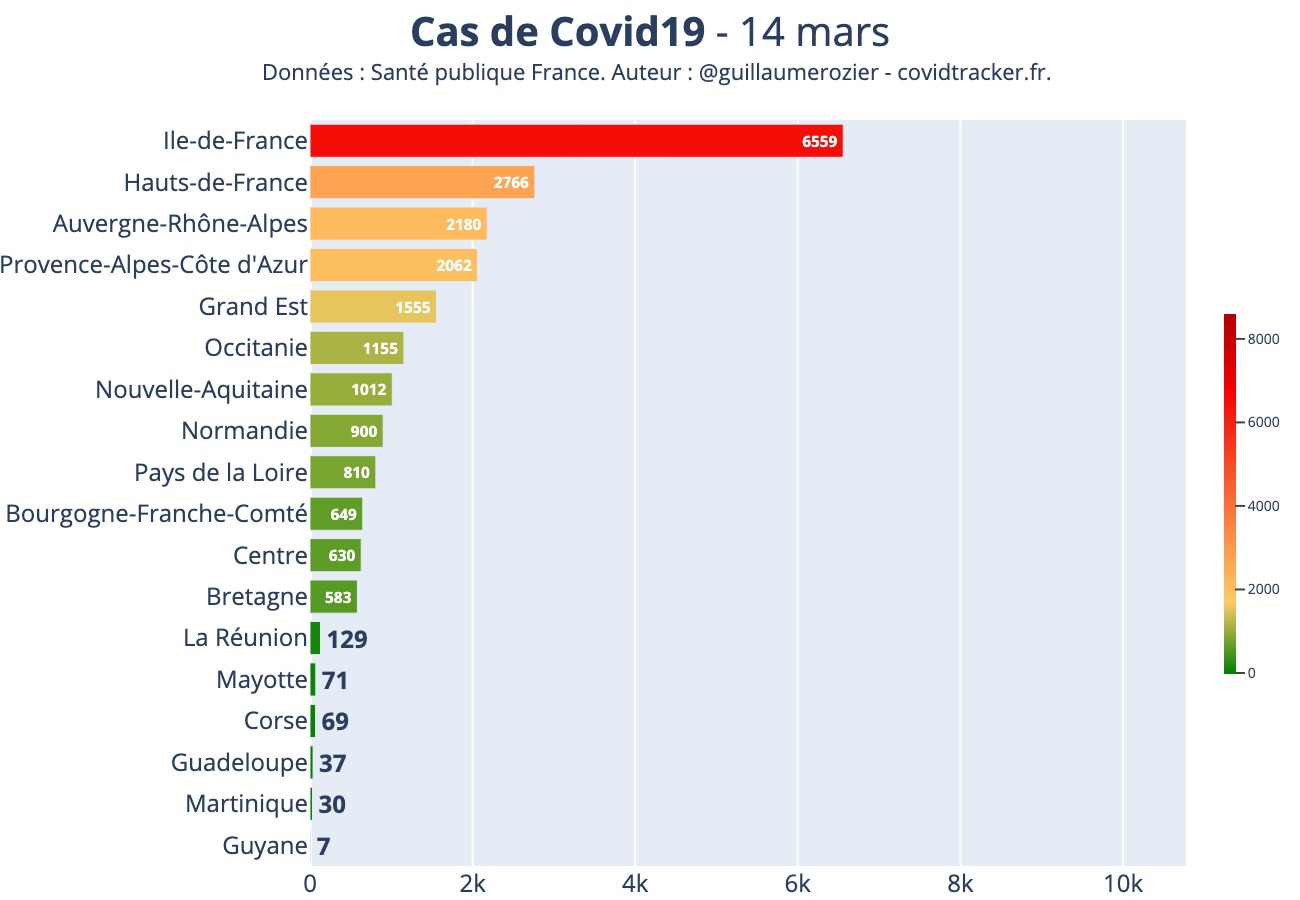 Cas de Covid19 - 14 mars
Données : Santé publique France. Auteur : @guillaumerozier - covidtracker.fr.
Ile-de-France 6559
Hauts-de-France 2766
Auvergne-Rhône-Alpes 2180
Provence-Alpes-Côte d'Azur 2062
Grand Est 1555
Occitanie 1155
Nouvelle-Aquitaine 1012
Normandie 900
Pays de la Loire 810
Bourgogne-Franche-Comté 649
Centre 630
Bretagne 583
La Réunion 129
Mayotte 71
Corse 69
Guadeloupe 37
Martinique 30
Guyane 7
0 2k 4k 6k 8k 10k
8000
6000
4000
2000
0